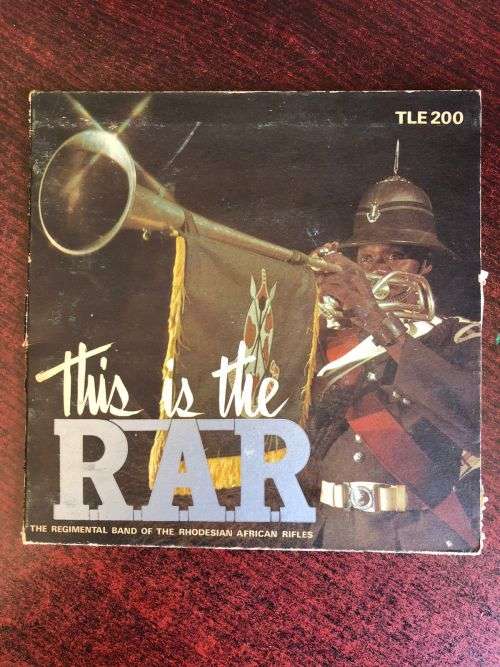 TLE 200
This is the
R.A.R
THE REGIMENTAL BAND OF THE RHODESIAN AFRICAN RIFLES